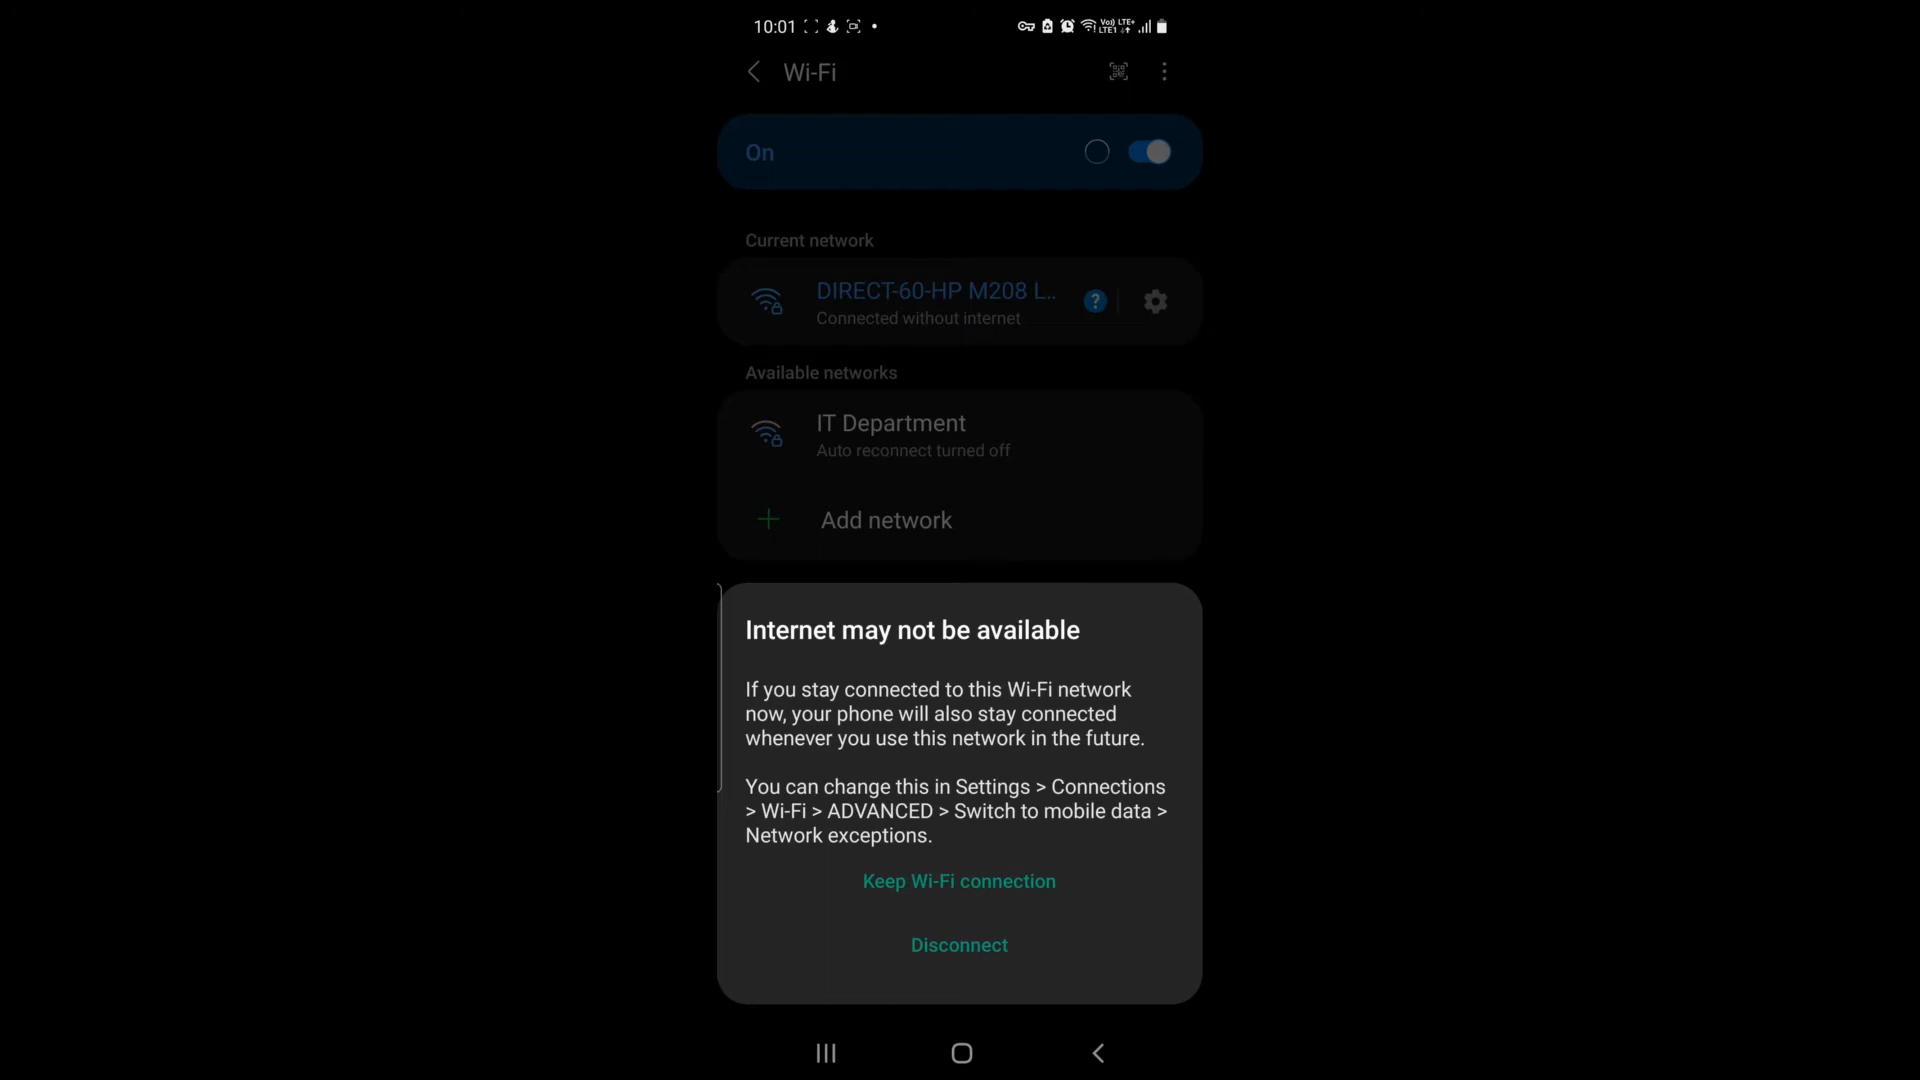 10:01
Vo) LTE+
LTE1
Wi-Fi
On
Current network
DIRECT-60-HP M208 L..
?
Connected without internet
Available networks
IT Department
Auto reconnect turned off
Add network
Internet may not be available
If you stay connected to this Wi-Fi network
now, your phone will also stay connected
whenever you use this network in the future.
You can change this in Settings > Connections
> Wi-Fi > ADVANCED > Switch to mobile data >
Network exceptions.
Keep Wi-Fi connection
Disconnect